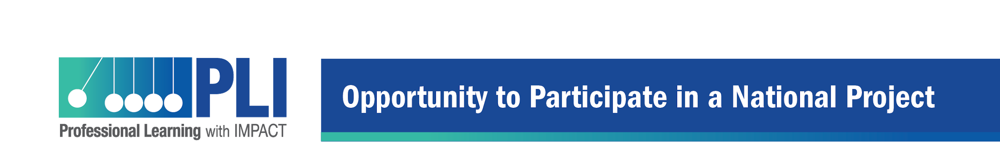 PLI
Professional Learning with IMPACT
Opportunity to Participate in a National Project